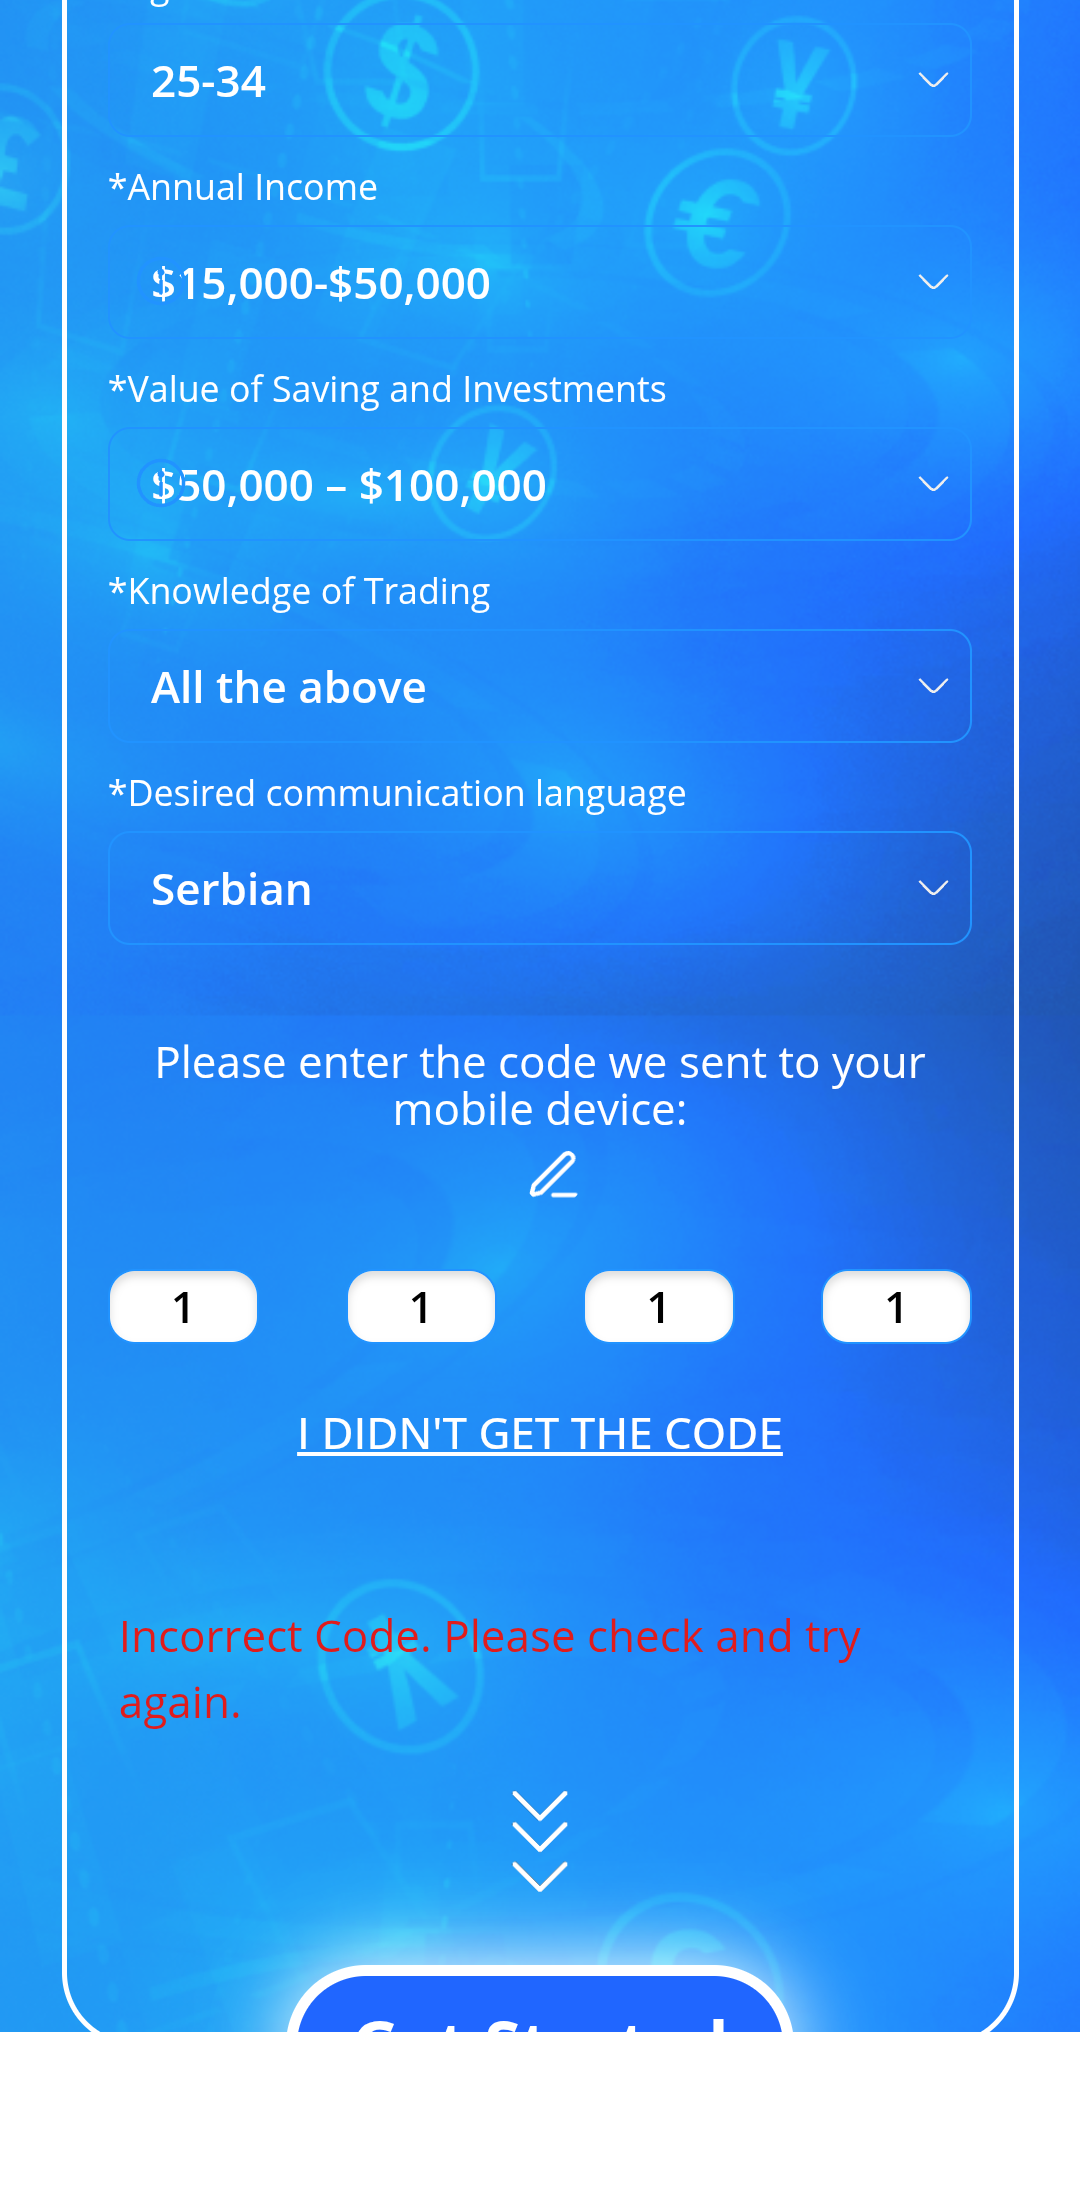 25-34
*Annual Income
$15,000-$50,000
*Value of Saving and Investments
$50,000 – $100,000
*Knowledge of Trading
All the above
*Desired communication language
Serbian
Please enter the code we sent to your
mobile device:
1 1 1 1
I DIDN'T GET THE CODE
Incorrect Code. Please check and try
again.